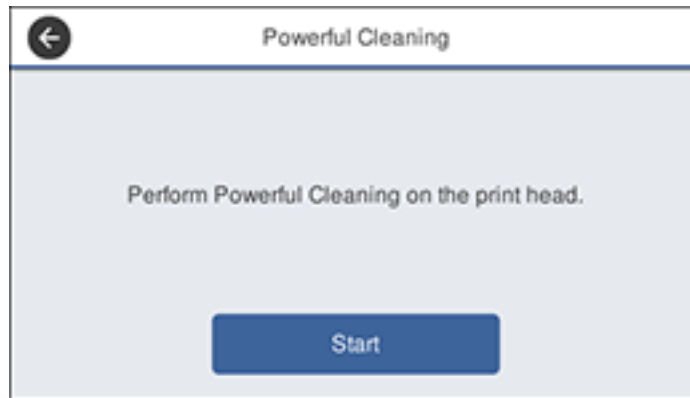 Powerful Cleaning
Perform Powerful Cleaning on the print head.
Start